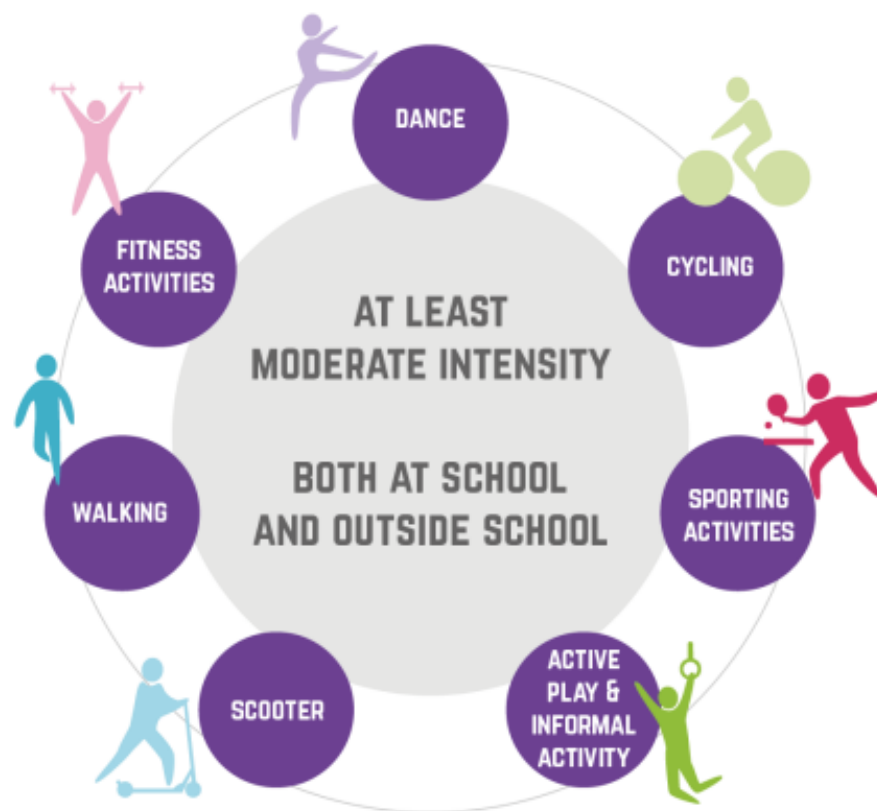 DANCE
CYCLING
SPORTING
ACTIVITIES
ACTIVE
PLAY &
INFORMAL
ACTIVITY
SCOOTER
WALKING
FITNESS
ACTIVITIES
AT LEAST
MODERATE INTENSITY
BOTH AT SCHOOL
AND OUTSIDE SCHOOL